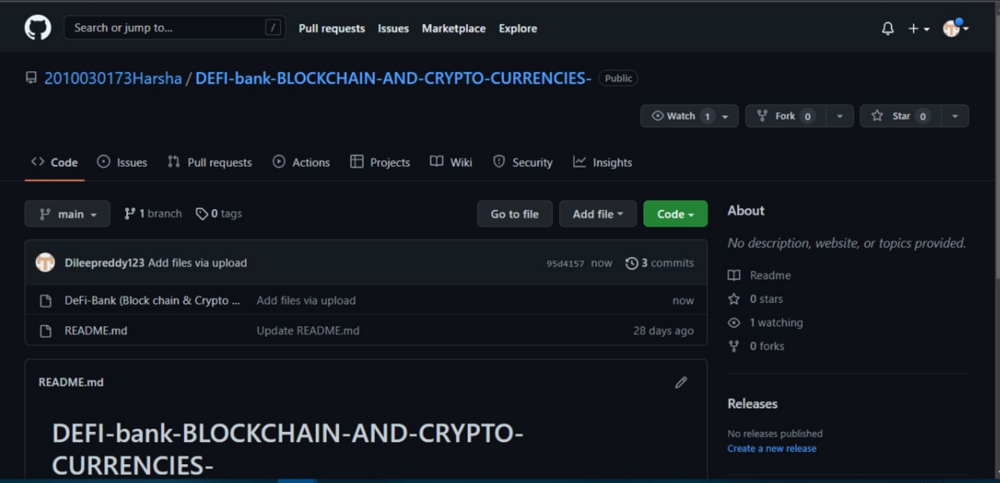 Search or jump to... / Pull requests Issues Marketplace Explore
2010030173Harsha / DEFI-bank-BLOCKCHAIN-AND-CRYPTO-CURRENCIES- Public
Watch 1 Fork 0 Star 0
Code Issues Pull requests Actions Projects Wiki Security Insights
main 1 branch 0 tags Go to file Add file Code
Dileepreddy123 Add files via upload 95d4157 now 3 commits
DeFi-Bank (Block chain & Crypto ... Add files via upload now
README.md Update README.md 28 days ago
README.md
DEFI-bank-BLOCKCHAIN-AND-CRYPTO-
CURRENCIES-
About
No description, website, or topics provided.
Readme
0 stars
1 watching
0 forks
Releases
No releases published
Create a new release